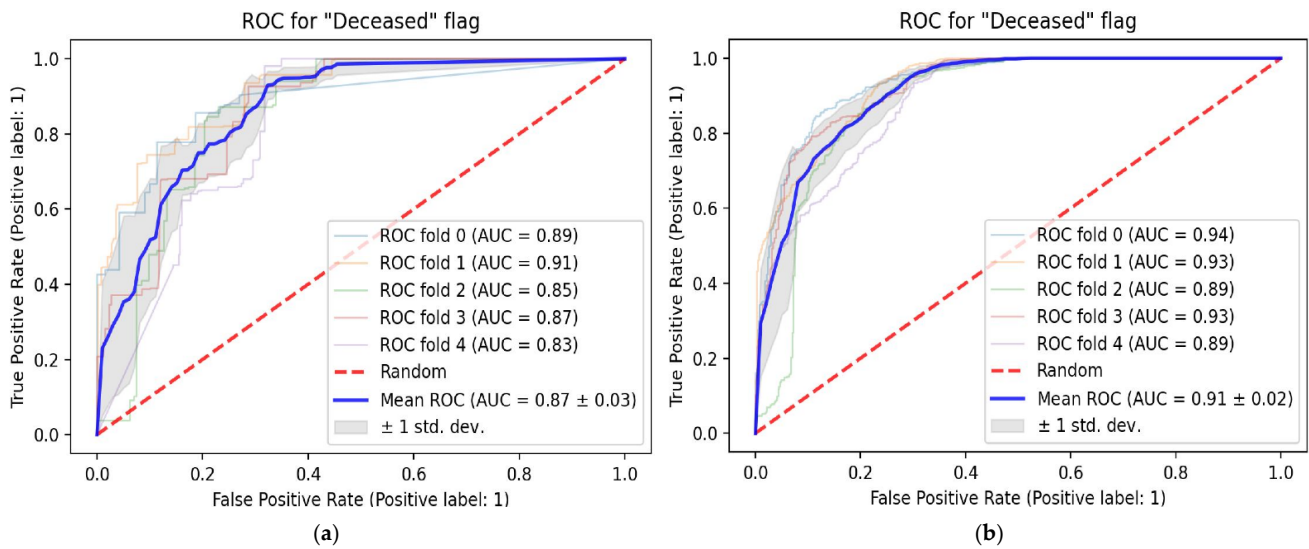 ROC for "Deceased" flag
True Positive Rate (Positive label: 1)
1.0
0.8
0.6
0.4
0.2
0.0
ROC fold 0 (AUC = 0.89)
ROC fold 1 (AUC = 0.91)
ROC fold 2 (AUC = 0.85)
ROC fold 3 (AUC = 0.87)
ROC fold 4 (AUC = 0.83)
Random
Mean ROC (AUC = 0.87 ± 0.03)
± 1 std. dev.
0.0 0.2 0.4 0.6 0.8 1.0
False Positive Rate (Positive label: 1)
(a)
ROC for "Deceased" flag
True Positive Rate (Positive label: 1)
1.0
0.8
0.6
0.4
0.2
0.0
ROC fold 0 (AUC = 0.94)
ROC fold 1 (AUC = 0.93)
ROC fold 2 (AUC = 0.89)
ROC fold 3 (AUC = 0.93)
ROC fold 4 (AUC = 0.89)
Random
Mean ROC (AUC = 0.91 ± 0.02)
± 1 std. dev.
0.0 0.2 0.4 0.6 0.8 1.0
False Positive Rate (Positive label: 1)
(b)